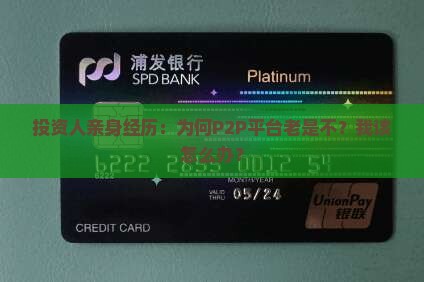 浦发银行
SPD BANK
Platinum
投资人亲身经历：为何P2P平台老是不？我该
怎么办？
MONTH/YEAR
VALID THRU 05/24
CREDIT CARD
UnionPay
银联